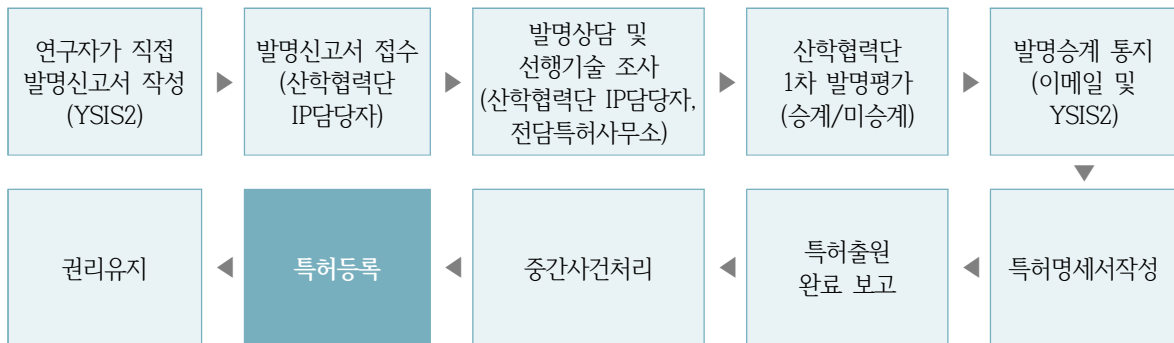 연구자가 직접
발명신고서 작성
(YSIS2)
발명신고서 접수
(산학협력단
IP담당자)
발명상담 및
선행기술 조사
(산학협력단 IP담당자,
전담특허사무소)
산학협력단
1차 발명평가
(승계/미승계)
발명승계 통지
(이메일 및
YSIS2)
특허명세서작성
특허출원
완료 보고
중간사건처리
특허등록
권리유지